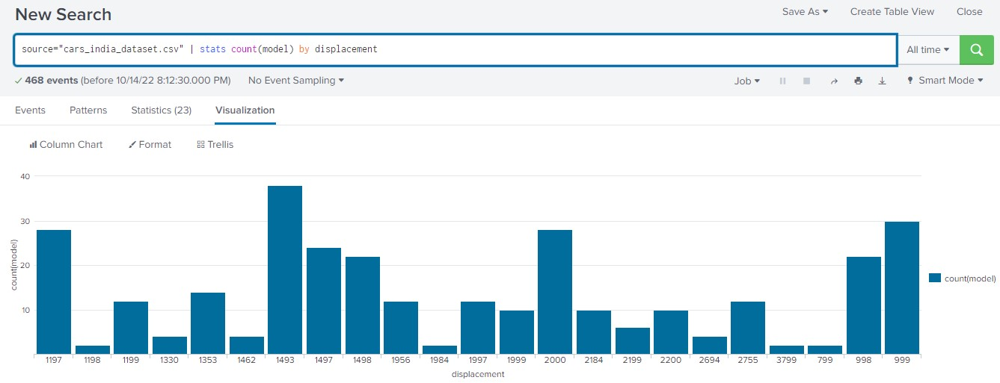 New Search
Save As ▾ Create Table View Close
source="cars_india_dataset.csv" | stats count(model) by displacement
All time ▾
✓ 468 events (before 10/14/22 8:12:30.000 PM) No Event Sampling ▾
Job ▾ Smart Mode ▾
Events Patterns Statistics (23) Visualization
Column Chart Format Trellis
40
30
20
10
count(model)
count(model)
1197 1198 1199 1330 1353 1462 1493 1497 1498 1956 1984 1997 1999 2000 2184 2199 2200 2694 2755 3799 799 998 999
displacement